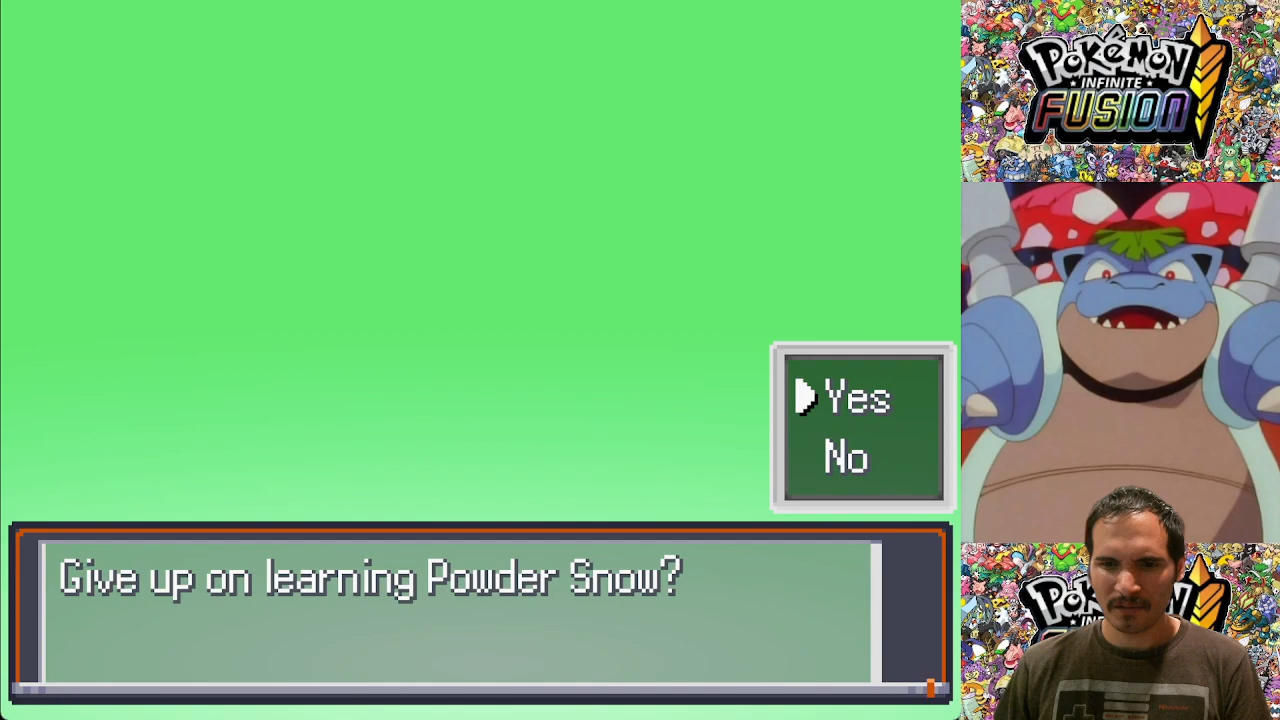 POKÉMON
INFINITE
FUSION
Yes
No
Give up on learning Powder Snow?